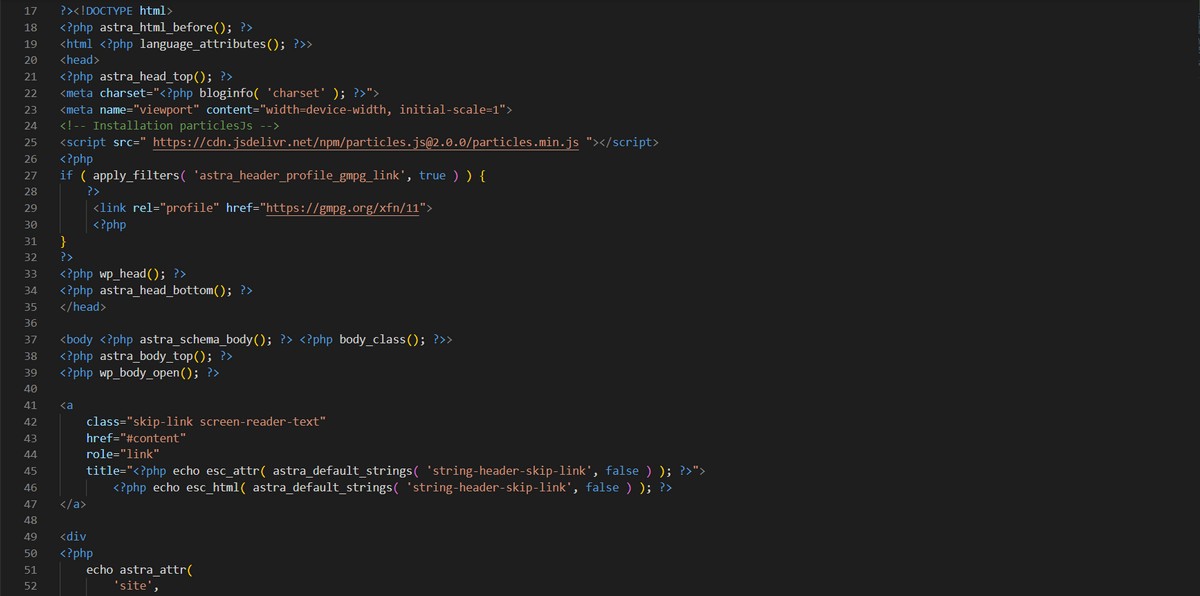 17 ?><!DOCTYPE html>
18 <?php astra_html_before(); ?>
19 <html <?php language_attributes(); ?>>
20 <head>
21 <?php astra_head_top(); ?>
22 <meta charset="<?php bloginfo( 'charset' ); ?>">
23 <meta name="viewport" content="width=device-width, initial-scale=1">
24 <!-- Installation particlesJs -->
25 <script src=" https://cdn.jsdelivr.net/npm/particles.js@2.0.0/particles.min.js "></script>
26 <?php
27 if ( apply_filters( 'astra_header_profile_gmpg_link', true ) ) {
28     ?>
29      <link rel="profile" href="https://gmpg.org/xfn/11">
30      <?php
31 }
32 ?>
33 <?php wp_head(); ?>
34 <?php astra_head_bottom(); ?>
35 </head>
36
37 <body <?php astra_schema_body(); ?> <?php body_class(); ?>>
38 <?php astra_body_top(); ?>
39 <?php wp_body_open(); ?>
40
41 <a
42     class="skip-link screen-reader-text"
43     href="#content"
44     role="link"
45     title="<?php echo esc_attr( astra_default_strings( 'string-header-skip-link', false ) ); ?>">
46         <?php echo esc_html( astra_default_strings( 'string-header-skip-link', false ) ); ?>
47 </a>
48
49 <div
50 <?php
51     echo astra_attr(
52         'site',